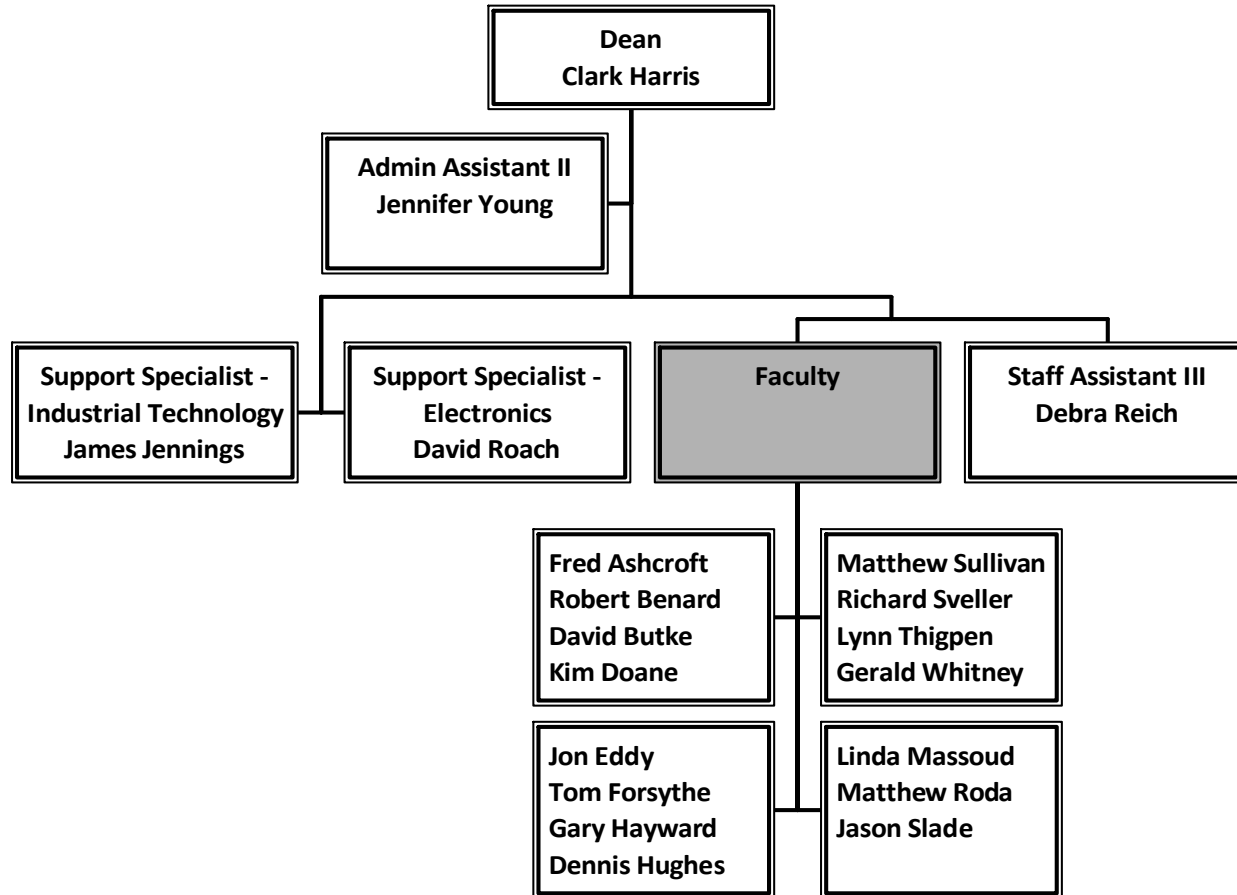 Dean
Clark Harris
Admin Assistant II
Jennifer Young
Support Specialist -
Industrial Technology
James Jennings
Support Specialist -
Electronics
David Roach
Faculty
Staff Assistant III
Debra Reich
Fred Ashcroft
Robert Benard
David Butke
Kim Doane
Matthew Sullivan
Richard Sveller
Lynn Thigpen
Gerald Whitney
Jon Eddy
Tom Forsythe
Gary Hayward
Dennis Hughes
Linda Massoud
Matthew Roda
Jason Slade